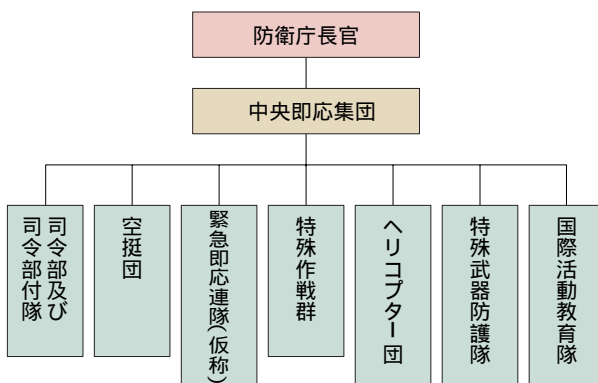 防衛庁長官
中央即応集団
司令部及び
司令部付隊
空挺団
緊急即応連隊(仮称)
特殊作戦群
ヘリコプター団
特殊武器防護隊
国際活動教育隊